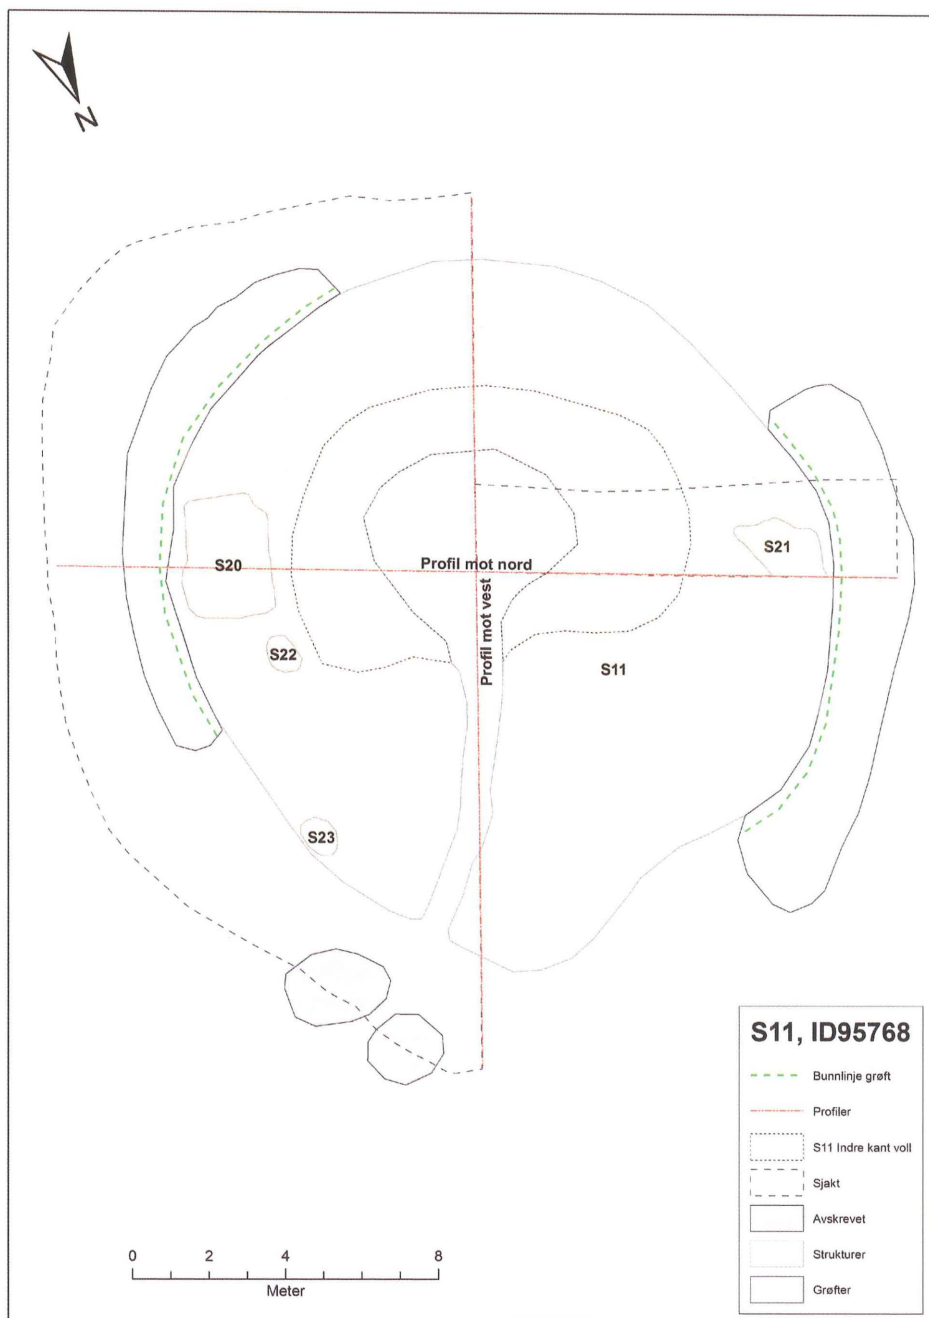 N
S20
Profil mot nord
S21
Profil mot vest
S22
S11
S23
S11, ID95768
Bunnlinje grøft
Profiler
S11 Indre kant voll
Sjakt
Avskrevet
Strukturer
Grøfter
0 2 4 8
Meter